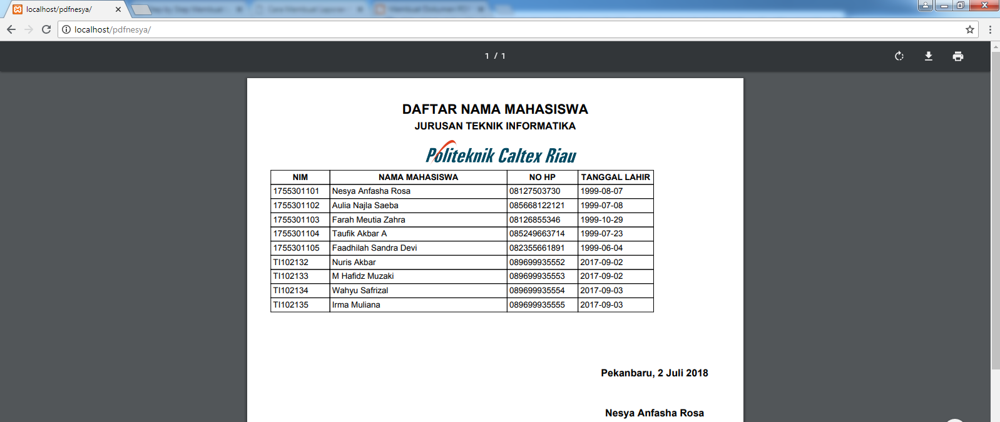 localhost/pdfnesya/
localhost/pdfnesya/
1 / 1
DAFTAR NAMA MAHASISWA
JURUSAN TEKNIK INFORMATIKA
Politeknik Caltex Riau
NIM NAMA MAHASISWA NO HP TANGGAL LAHIR
1755301101 Nesya Anfasha Rosa 08127503730 1999-08-07
1755301102 Aulia Najla Saeba 085668122121 1999-07-08
1755301103 Farah Meutia Zahra 08126855346 1999-10-29
1755301104 Taufik Akbar A 085249663714 1999-07-23
1755301105 Faadhilah Sandra Devi 082355661891 1999-06-04
TI102132 Nuris Akbar 089699935552 2017-09-02
TI102133 M Hafidz Muzaki 089699935553 2017-09-02
TI102134 Wahyu Safrizal 089699935554 2017-09-03
TI102135 Irma Muliana 089699935555 2017-09-03
Pekanbaru, 2 Juli 2018
Nesya Anfasha Rosa